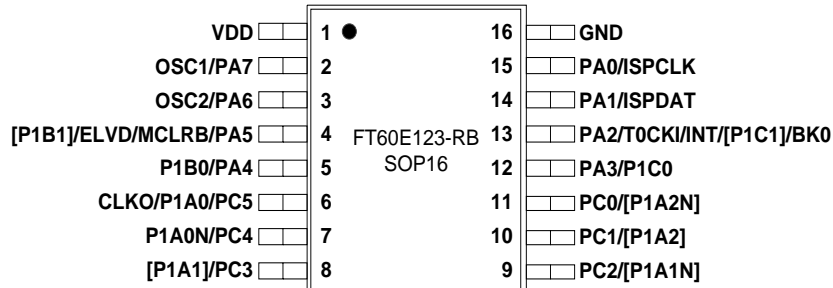 VDD 1 16 GND
OSC1/PA7 2 15 PA0/ISPCLK
OSC2/PA6 3 14 PA1/ISPDAT
[P1B1]/ELVD/MCLRB/PA5 4 FT60E123-RB 13 PA2/T0CKI/INT/[P1C1]/BK0
P1B0/PA4 5 SOP16 12 PA3/P1C0
CLKO/P1A0/PC5 6 11 PC0/[P1A2N]
P1A0N/PC4 7 10 PC1/[P1A2]
[P1A1]/PC3 8 9 PC2/[P1A1N]